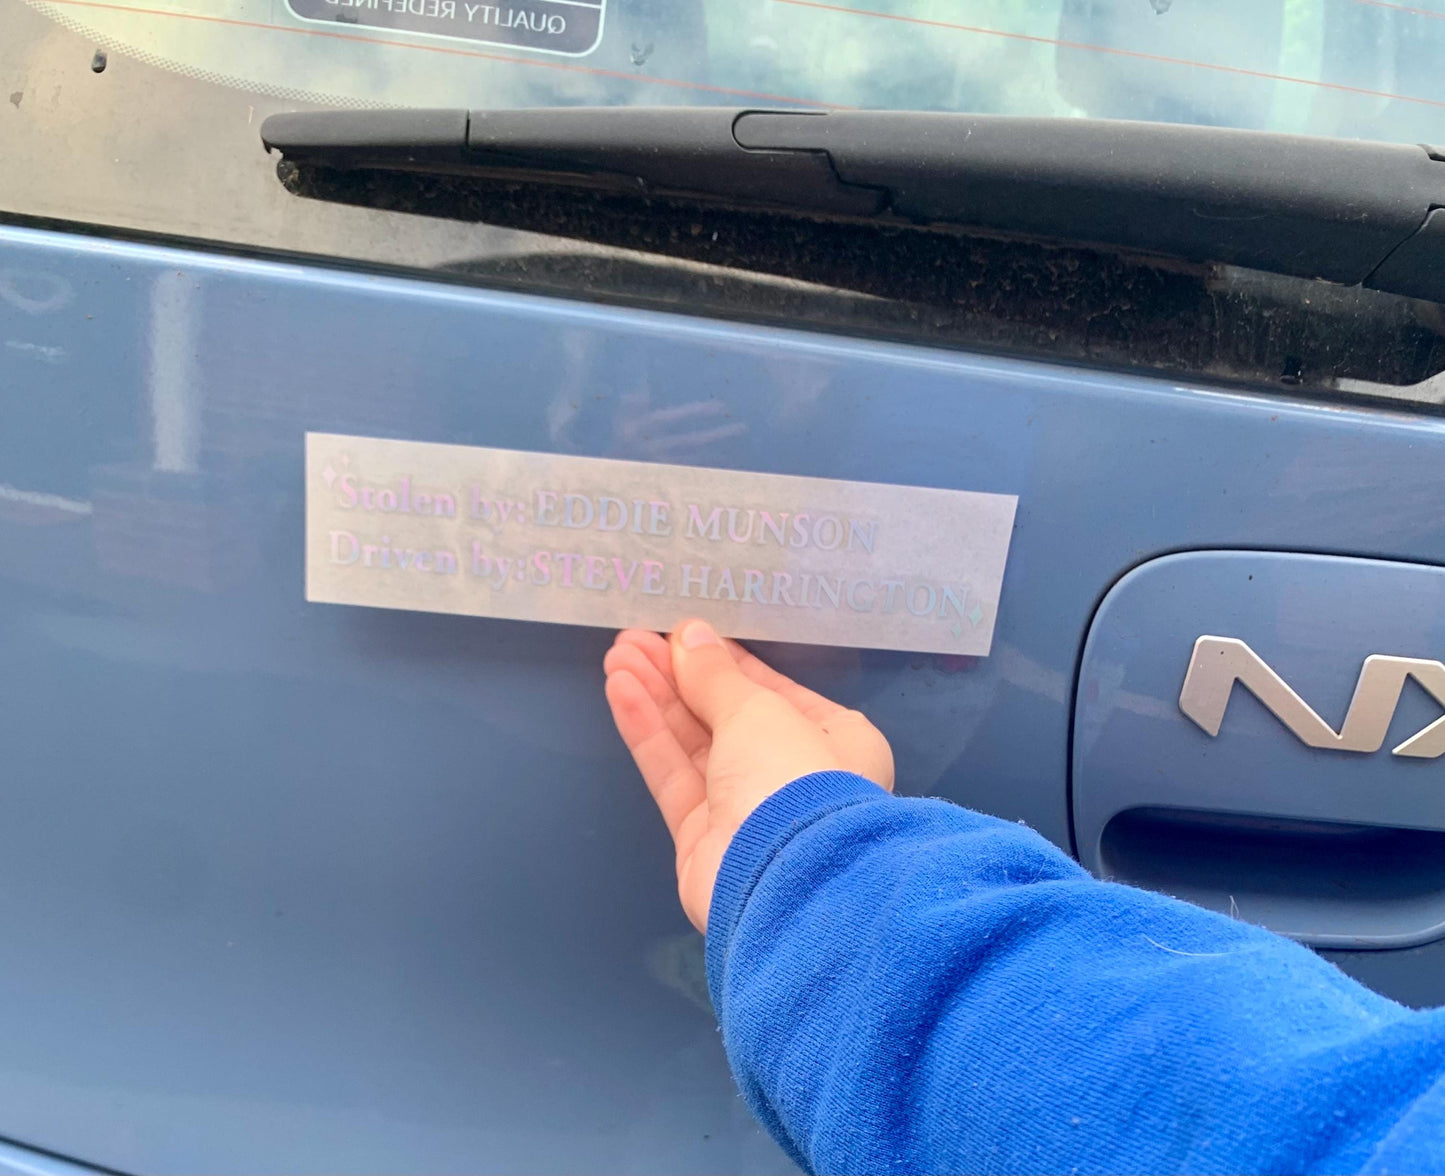 QUALITY REDEFINED
Stolen by: EDDIE MUNSON
Driven by: STEVE HARRINGTON
NX